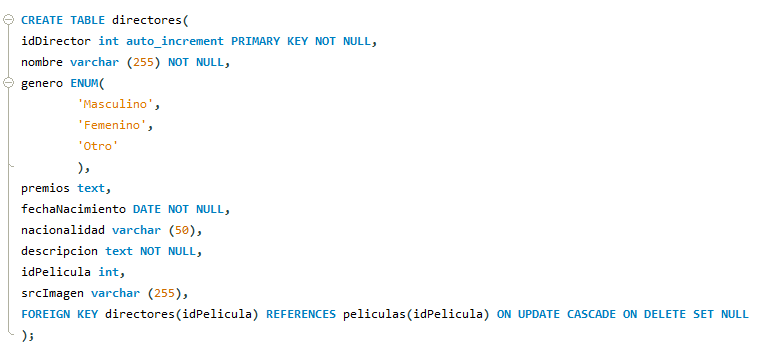 CREATE TABLE directores(
idDirector int auto_increment PRIMARY KEY NOT NULL,
nombre varchar (255) NOT NULL,
genero ENUM(
'Masculino',
'Femenino',
'Otro'
),
premios text,
fechaNacimiento DATE NOT NULL,
nacionalidad varchar (50),
descripcion text NOT NULL,
idPelicula int,
srcImagen varchar (255),
FOREIGN KEY directores(idPelicula) REFERENCES peliculas(idPelicula) ON UPDATE CASCADE ON DELETE SET NULL
);